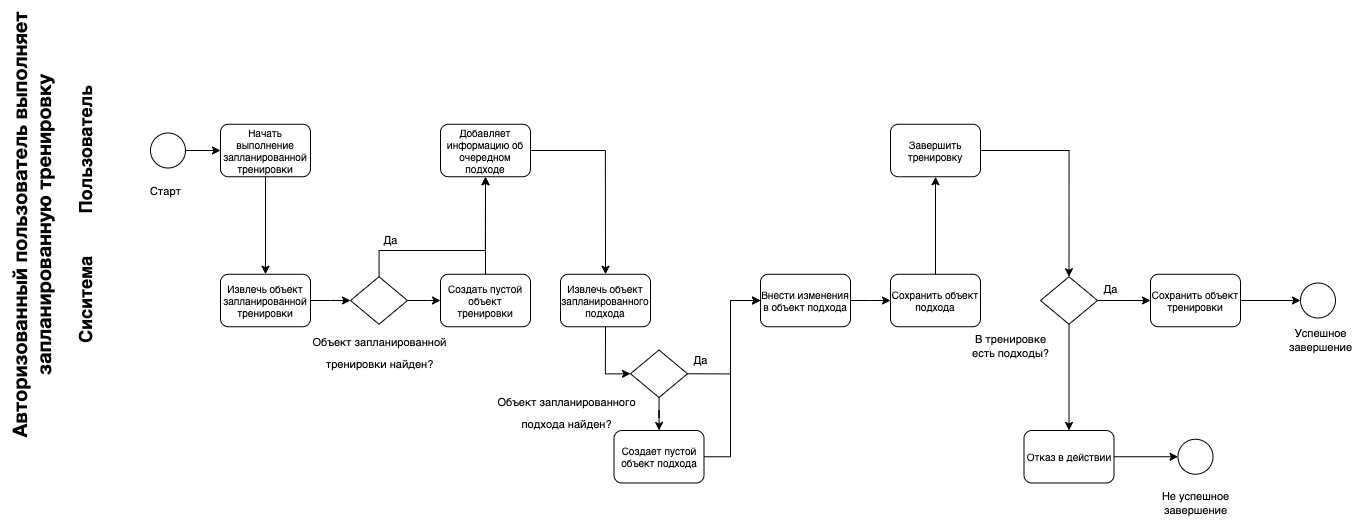 Авторизованный пользователь выполняет
запланированную тренировку
Пользователь
Сиситема
Старт
Начать
выполнение
запланированной
тренировки
Извлечь объект
запланированной
тренировки
Да
Объект запланированной
тренировки найден?
Создать пустой
объект
тренировки
Добавляет
информацию об
очередном
подходе
Извлечь объект
запланированного
подхода
Да
Объект запланированного
подхода найден?
Создает пустой
объект подхода
Внести изменения
в объект подхода
Сохранить объект
подхода
Завершить
тренировку
В тренировке
есть подходы?
Да
Сохранить объект
тренировки
Успешное
завершение
Отказ в действии
Не успешное
завершение